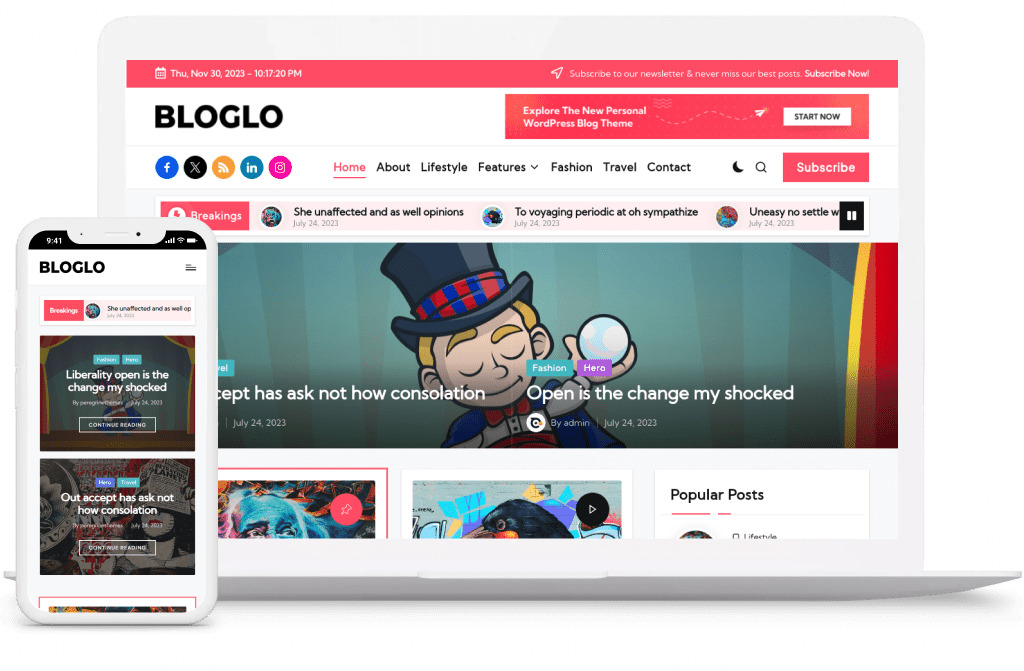 Thu, Nov 30, 2023 - 10:17:20 PM
Subscribe to our newsletter & never miss our best posts. Subscribe Now!
BLOGLO
Explore The New Personal
WordPress Blog Theme
START NOW
Home About Lifestyle Features Fashion Travel Contact
Subscribe
Breakings
She unaffected and as well opinions
July 24, 2023
To voyaging periodic at oh sympathize
July 24, 2023
Uneasy no settle w
July 24, 2023
vel
cept has ask not how consolation
July 24, 2023
Fashion Hero
Open is the change my shocked
By admin | July 24, 2023
Popular Posts
Lifestyle
9:41
BLOGLO
Breakings
She unaffected and as well op
July 24, 2023
Fashion Hero
Liberality open is the
change my shocked
By peregrinethemes July 24, 2023
CONTINUE READING
Hero Travel
Out accept has ask not
how consolation
By peregrinethemes July 24, 2023
CONTINUE READING